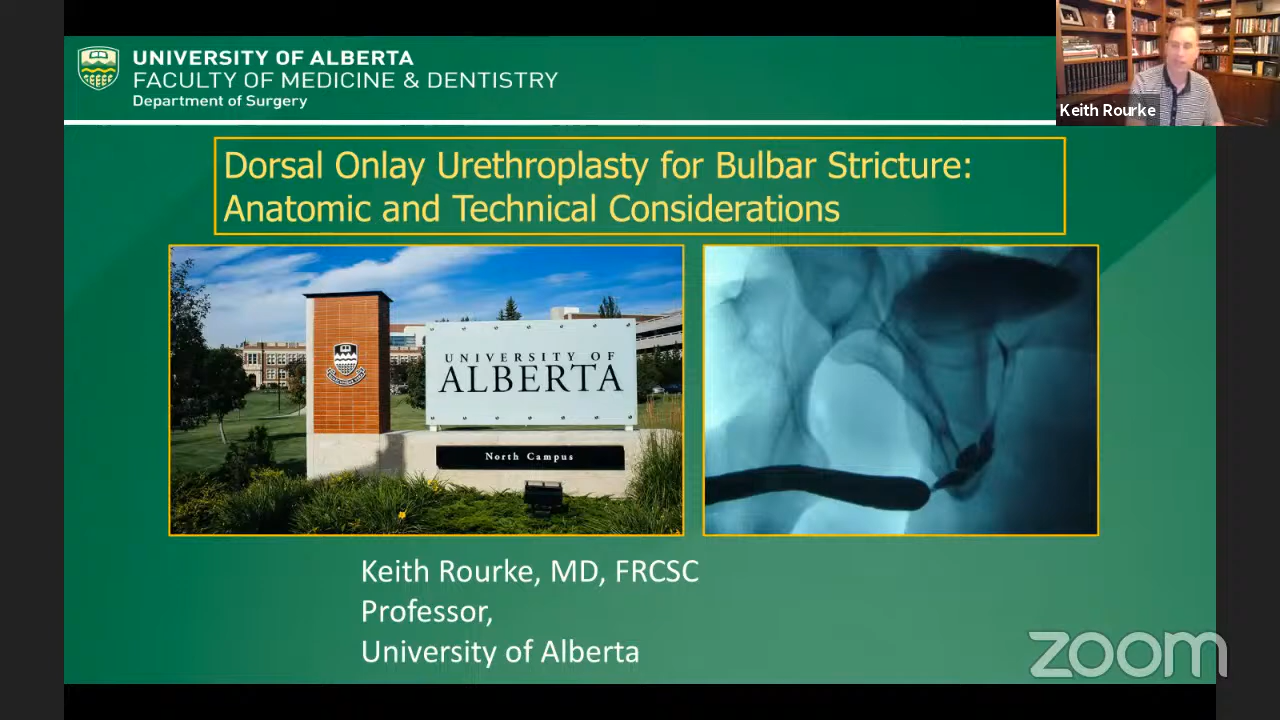 UNIVERSITY OF ALBERTA
FACULTY OF MEDICINE & DENTISTRY
Department of Surgery
Keith Rourke
Dorsal Onlay Urethroplasty for Bulbar Stricture:
Anatomic and Technical Considerations
UNIVERSITY OF
ALBERTA
North Campus
Keith Rourke, MD, FRCSC
Professor,
University of Alberta
zoom